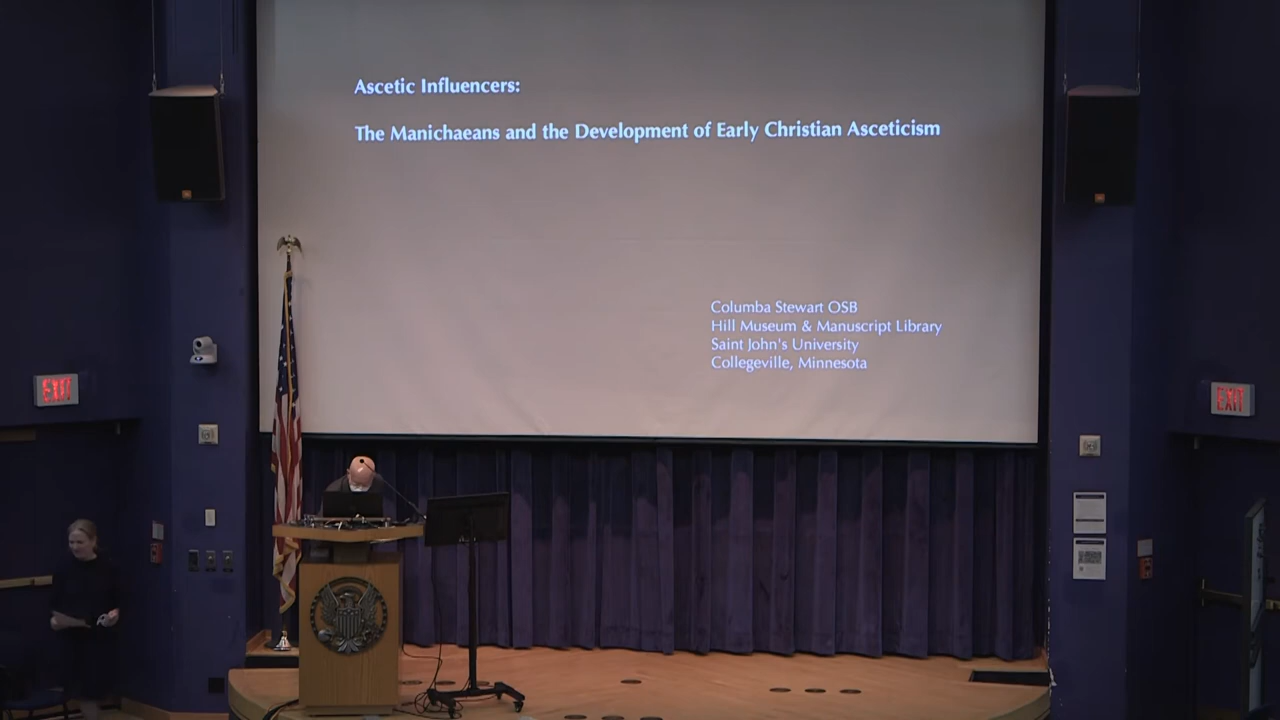 Ascetic Influencers:
The Manichaeans and the Development of Early Christian Asceticism
Columba Stewart OSB
Hill Museum & Manuscript Library
Saint John's University
Collegeville, Minnesota
EXIT
EXIT